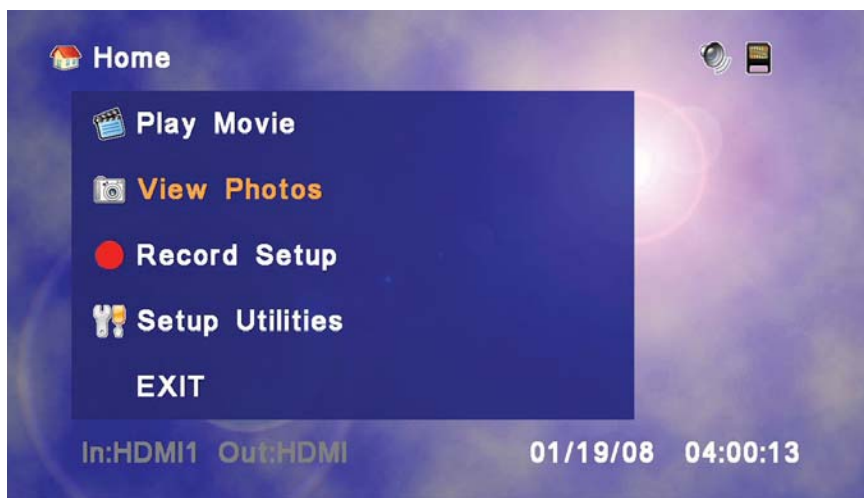 Home
Play Movie
View Photos
Record Setup
Setup Utilities
EXIT
In:HDMI1 Out:HDMI 01/19/08 04:00:13